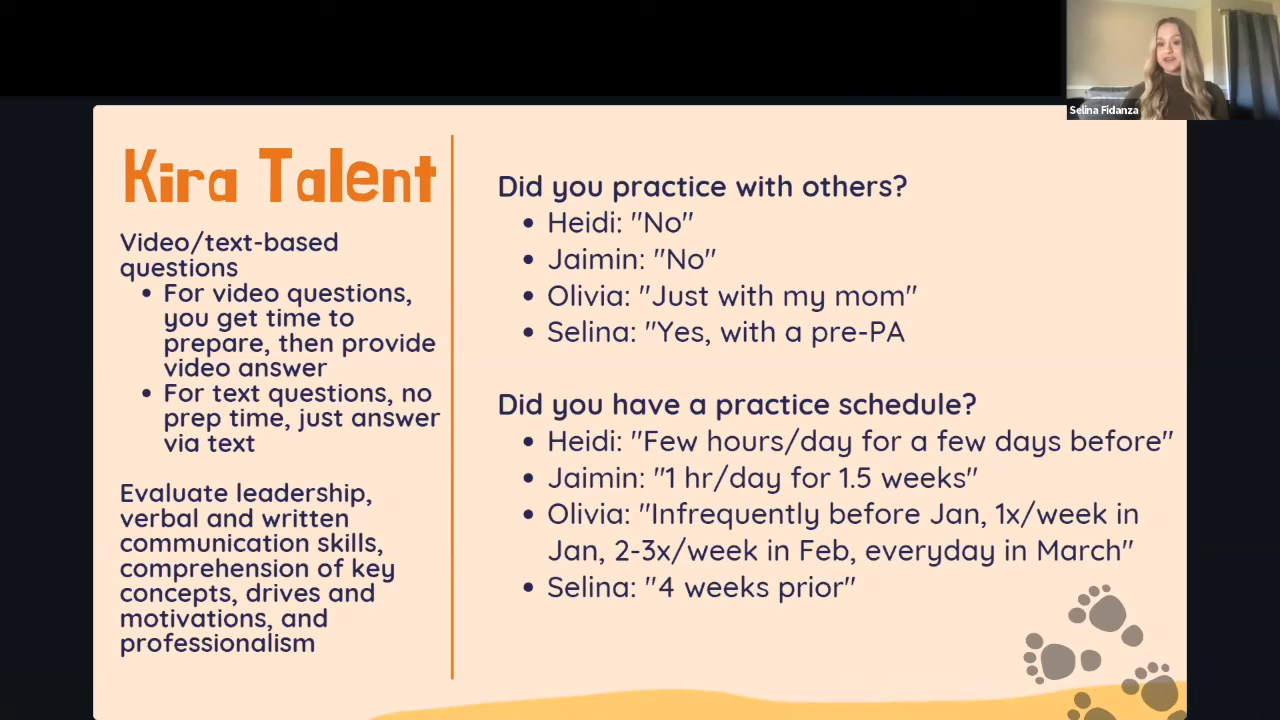 Selina Fidanza
Kira Talent
Video/text-based
questions
• For video questions,
you get time to
prepare, then provide
video answer
• For text questions, no
prep time, just answer
via text
Evaluate leadership,
verbal and written
communication skills,
comprehension of key
concepts, drives and
motivations, and
professionalism
Did you practice with others?
• Heidi: "No"
• Jaimin: "No"
• Olivia: "Just with my mom"
• Selina: "Yes, with a pre-PA
Did you have a practice schedule?
• Heidi: "Few hours/day for a few days before"
• Jaimin: "1 hr/day for 1.5 weeks"
• Olivia: "Infrequently before Jan, 1x/week in
Jan, 2-3x/week in Feb, everyday in March"
• Selina: "4 weeks prior"